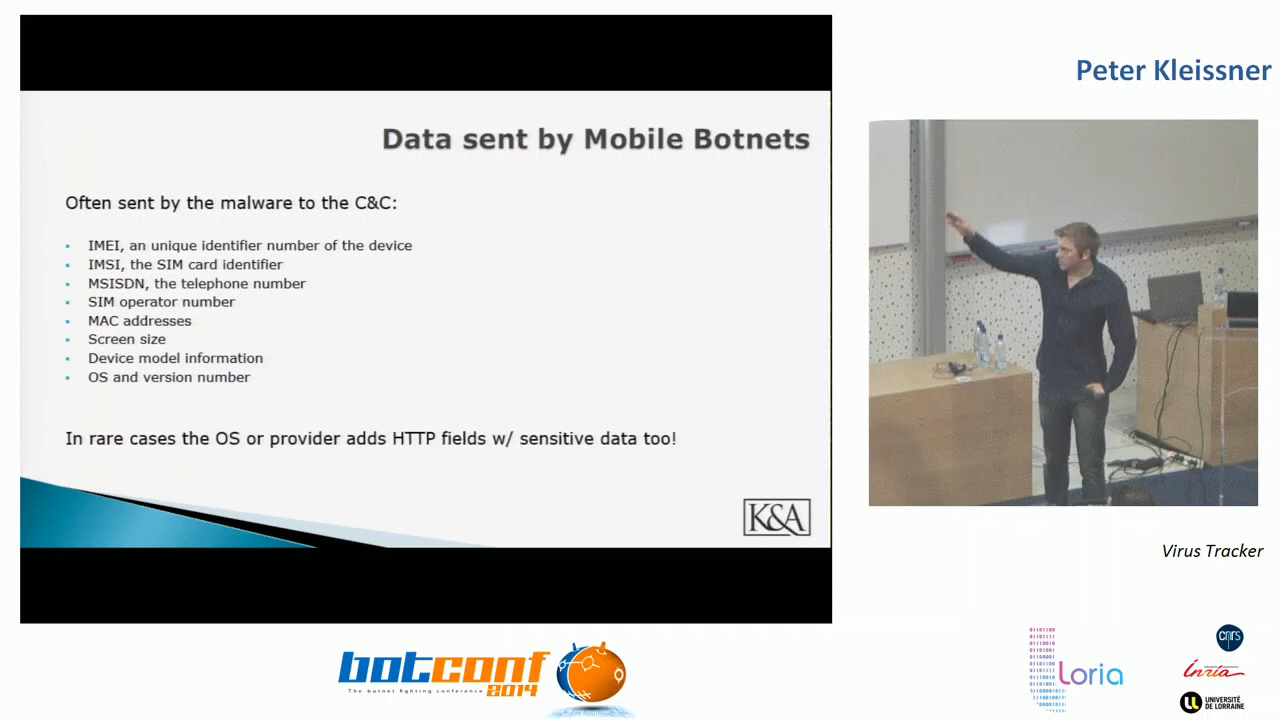 Peter Kleissner
Data sent by Mobile Botnets
Often sent by the malware to the C&C:
▪ IMEI, an unique identifier number of the device
▪ IMSI, the SIM card identifier
▪ MSISDN, the telephone number
▪ SIM operator number
▪ MAC addresses
▪ Screen size
▪ Device model information
▪ OS and version number
In rare cases the OS or provider adds HTTP fields w/ sensitive data too!
K&A
Virus Tracker
botconf
2014
The botnet fighting conference
Loria
cnrs
inria
UL
UNIVERSITÉ
DE LORRAINE